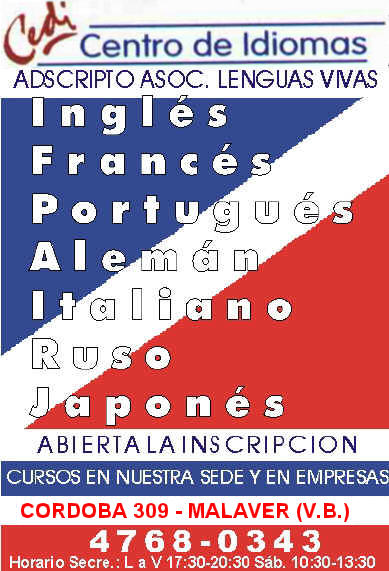 Cedi
Centro de Idiomas
ADSCRIPTO ASOC. LENGUAS VIVAS
Inglés
Francés
Portugués
Alemán
Italiano
Ruso
Japonés
ABIERTA LA INSCRIPCION
CURSOS EN NUESTRA SEDE Y EN EMPRESAS
CORDOBA 309 - MALAVER (V.B.)
4768-0343
Horario Secre.: L a V 17:30-20:30 Sáb. 10:30-13:30